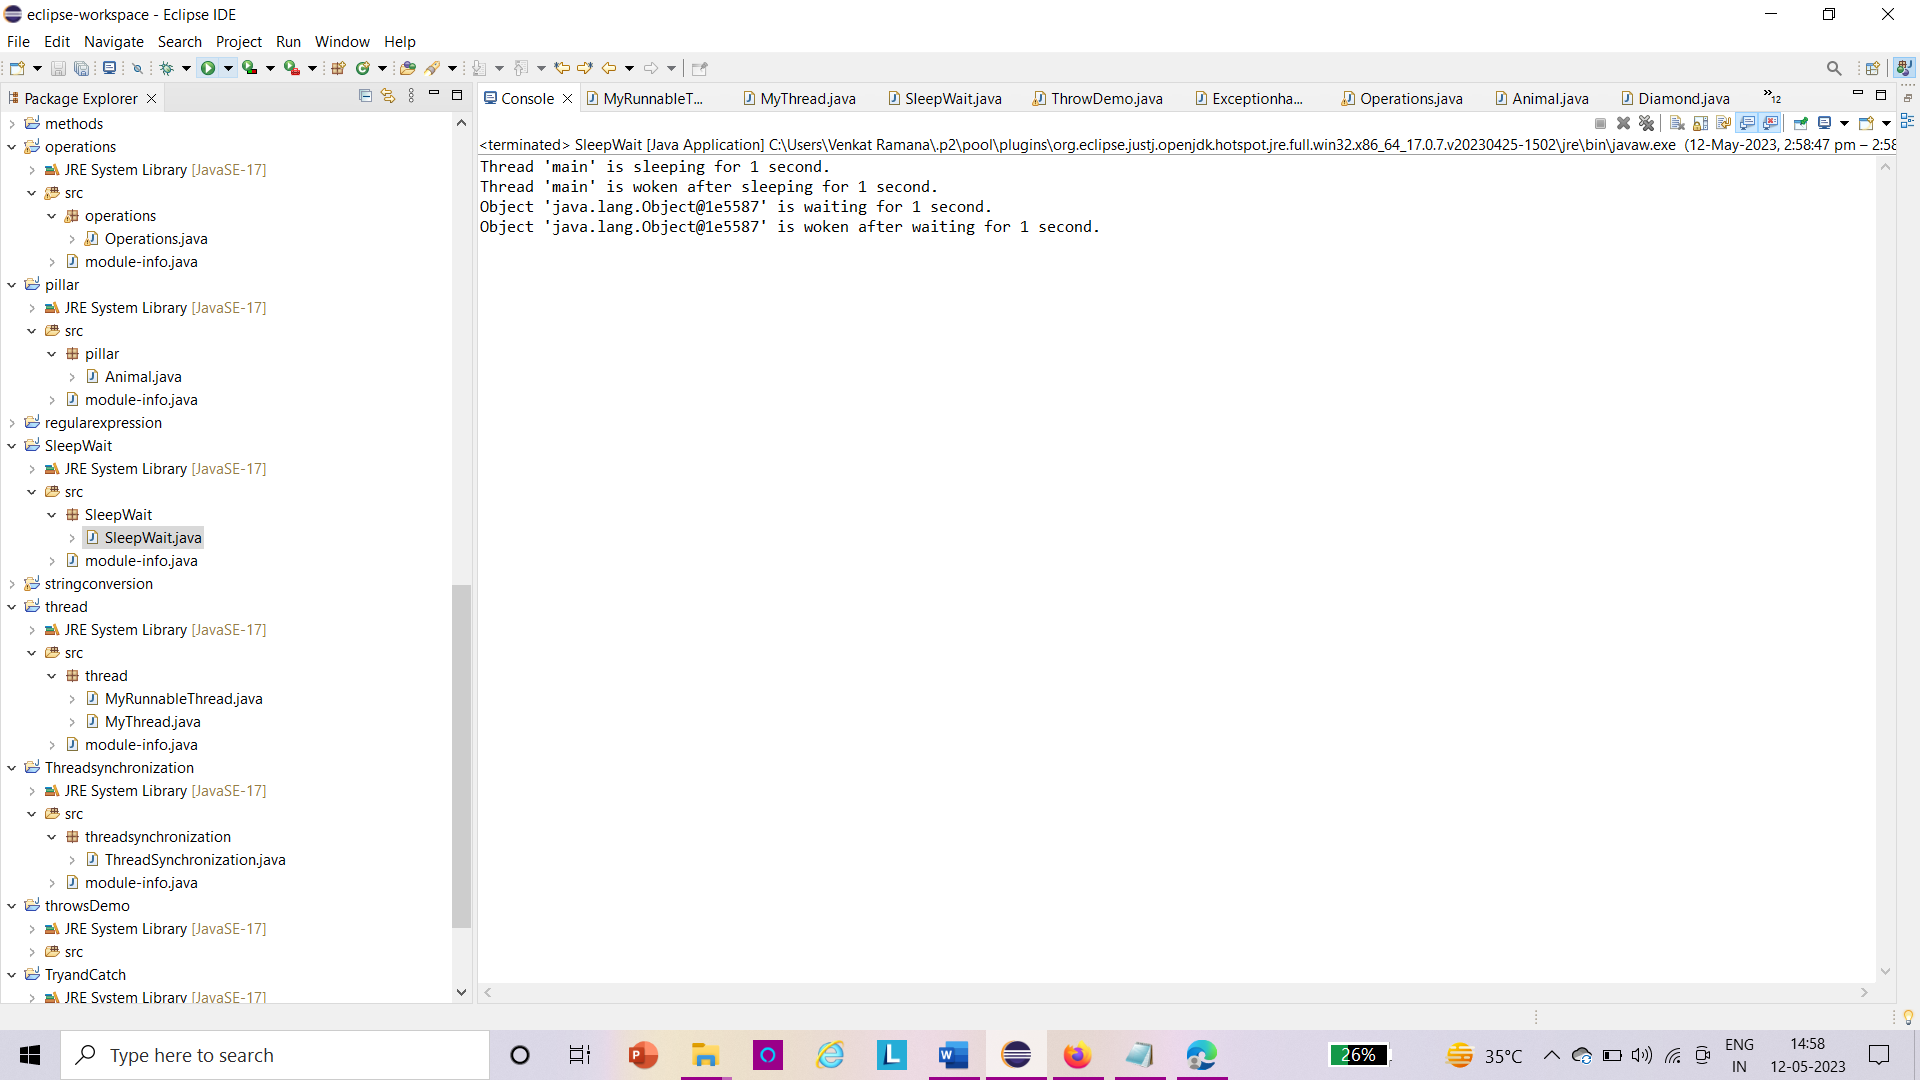 eclipse-workspace - Eclipse IDE
File Edit Navigate Search Project Run Window Help
Package Explorer
Console MyRunnableT... MyThread.java SleepWait.java ThrowDemo.java Exceptionha... Operations.java Animal.java Diamond.java »12
<terminated> SleepWait [Java Application] C:\Users\Venkat Ramana\.p2\pool\plugins\org.eclipse.justj.openjdk.hotspot.jre.full.win32.x86_64_17.0.7.v20230425-1502\jre\bin\javaw.exe (12-May-2023, 2:58:47 pm – 2:58
Thread 'main' is sleeping for 1 second.
Thread 'main' is woken after sleeping for 1 second.
Object 'java.lang.Object@1e5587' is waiting for 1 second.
Object 'java.lang.Object@1e5587' is woken after waiting for 1 second.
methods
operations
JRE System Library [JavaSE-17]
src
operations
Operations.java
module-info.java
pillar
JRE System Library [JavaSE-17]
src
pillar
Animal.java
module-info.java
regularexpression
SleepWait
JRE System Library [JavaSE-17]
src
SleepWait
SleepWait.java
module-info.java
stringconversion
thread
JRE System Library [JavaSE-17]
src
thread
MyRunnableThread.java
MyThread.java
module-info.java
Threadsynchronization
JRE System Library [JavaSE-17]
src
threadsynchronization
ThreadSynchronization.java
module-info.java
throwsDemo
JRE System Library [JavaSE-17]
src
TryandCatch
JRE System Library [JavaSE-17]
Type here to search
26%
35°C
ENG
IN
14:58
12-05-2023